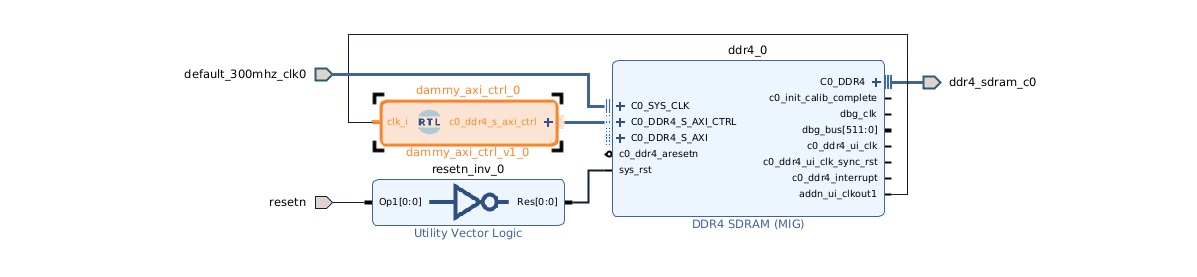 ddr4_0
default_300mhz_clk0
C0_DDR4
ddr4_sdram_c0
dammy_axi_ctrl_0
c0_init_calib_complete
C0_SYS_CLK
dbg_clk
clk_i
RTL
c0_ddr4_s_axi_ctrl
C0_DDR4_S_AXI_CTRL
dbg_bus[511:0]
C0_DDR4_S_AXI
c0_ddr4_ui_clk
dammy_axi_ctrl_v1_0
c0_ddr4_aresetn
c0_ddr4_ui_clk_sync_rst
resetn_inv_0
sys_rst
c0_ddr4_interrupt
addn_ui_clkout1
resetn
Op1[0:0]
Res[0:0]
DDR4 SDRAM (MIG)
Utility Vector Logic